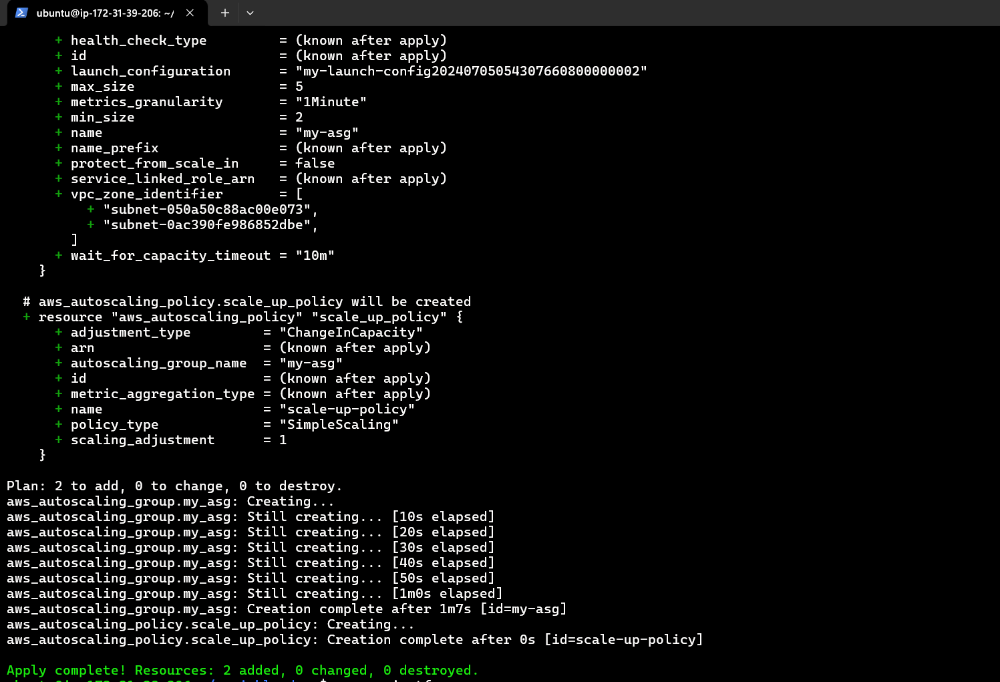 ubuntu@ip-172-31-39-206: ~/
+ health_check_type = (known after apply)
+ id = (known after apply)
+ launch_configuration = "my-launch-config20240705054307660800000002"
+ max_size = 5
+ metrics_granularity = "1Minute"
+ min_size = 2
+ name = "my-asg"
+ name_prefix = (known after apply)
+ protect_from_scale_in = false
+ service_linked_role_arn = (known after apply)
+ vpc_zone_identifier = [
+ "subnet-050a50c88ac00e073",
+ "subnet-0ac390fe986852dbe",
]
+ wait_for_capacity_timeout = "10m"
}
# aws_autoscaling_policy.scale_up_policy will be created
+ resource "aws_autoscaling_policy" "scale_up_policy" {
+ adjustment_type = "ChangeInCapacity"
+ arn = (known after apply)
+ autoscaling_group_name = "my-asg"
+ id = (known after apply)
+ metric_aggregation_type = (known after apply)
+ name = "scale-up-policy"
+ policy_type = "SimpleScaling"
+ scaling_adjustment = 1
}
Plan: 2 to add, 0 to change, 0 to destroy.
aws_autoscaling_group.my_asg: Creating...
aws_autoscaling_group.my_asg: Still creating... [10s elapsed]
aws_autoscaling_group.my_asg: Still creating... [20s elapsed]
aws_autoscaling_group.my_asg: Still creating... [30s elapsed]
aws_autoscaling_group.my_asg: Still creating... [40s elapsed]
aws_autoscaling_group.my_asg: Still creating... [50s elapsed]
aws_autoscaling_group.my_asg: Still creating... [1m0s elapsed]
aws_autoscaling_group.my_asg: Creation complete after 1m7s [id=my-asg]
aws_autoscaling_policy.scale_up_policy: Creating...
aws_autoscaling_policy.scale_up_policy: Creation complete after 0s [id=scale-up-policy]
Apply complete! Resources: 2 added, 0 changed, 0 destroyed.